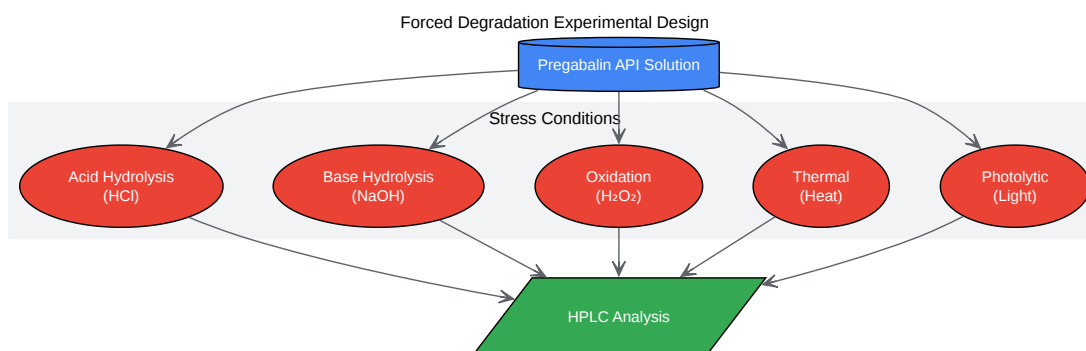 Forced Degradation Experimental Design
Pregabalin API Solution
Stress Conditions
Acid Hydrolysis
(HCl)
Base Hydrolysis
(NaOH)
Oxidation
(H₂O₂)
Thermal
(Heat)
Photolytic
(Light)
HPLC Analysis